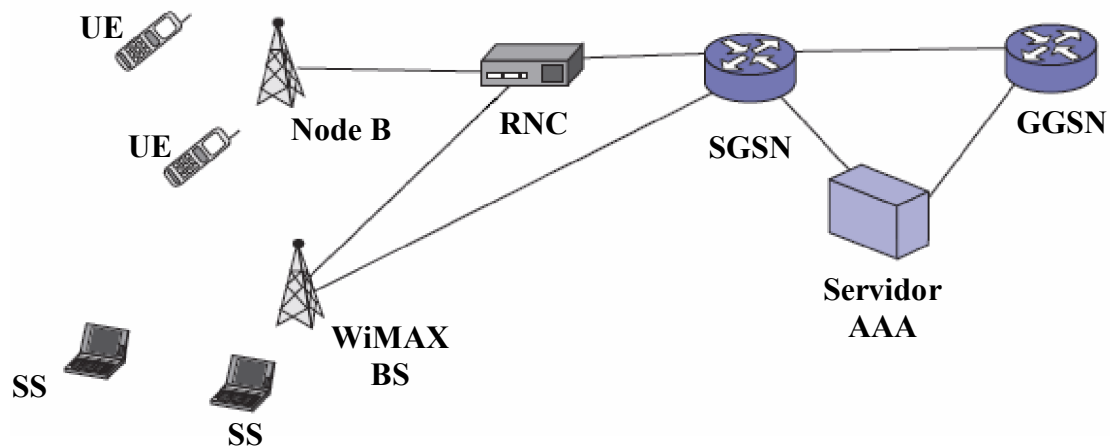 UE
UE
Node B
RNC
SGSN
GGSN
Servidor
AAA
WiMAX
BS
SS
SS